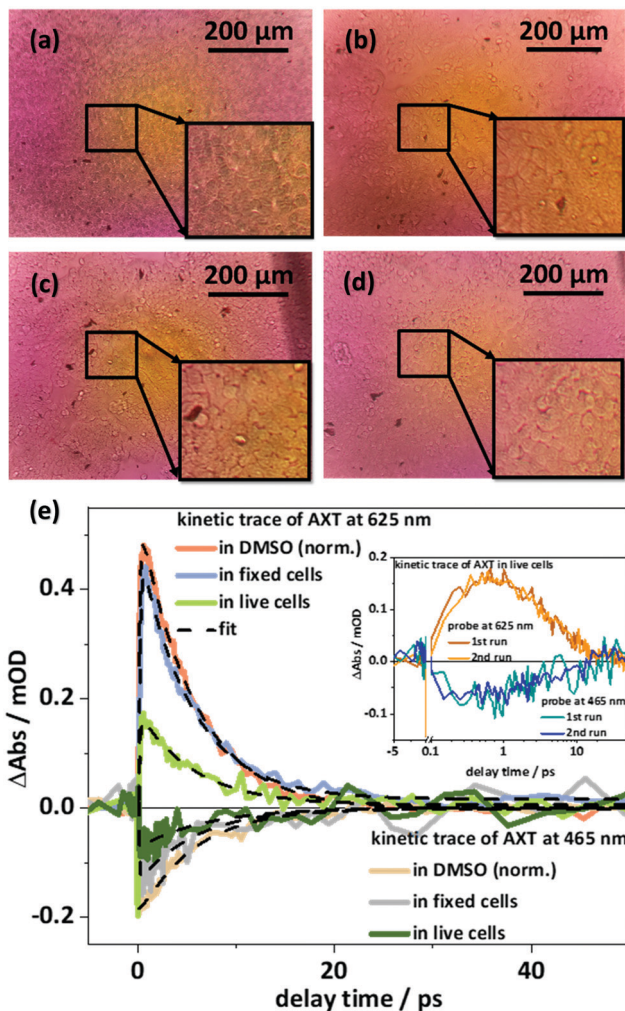 (a)
200 μm
(b)
200 μm
(c)
200 μm
(d)
200 μm
(e)
kinetic trace of AXT at 625 nm
in DMSO (norm.)
in fixed cells
in live cells
fit
kinetic trace of AXT in live cells
probe at 625 nm
1st run
2nd run
probe at 465 nm
1st run
2nd run
ΔAbs / mOD
0.2
0.1
0.0
-0.1
-5
0.1
1
10
delay time / ps
kinetic trace of AXT at 465 nm
in DMSO (norm.)
in fixed cells
in live cells
ΔAbs / mOD
0.4
0.2
0.0
-0.2
0
20
40
delay time / ps